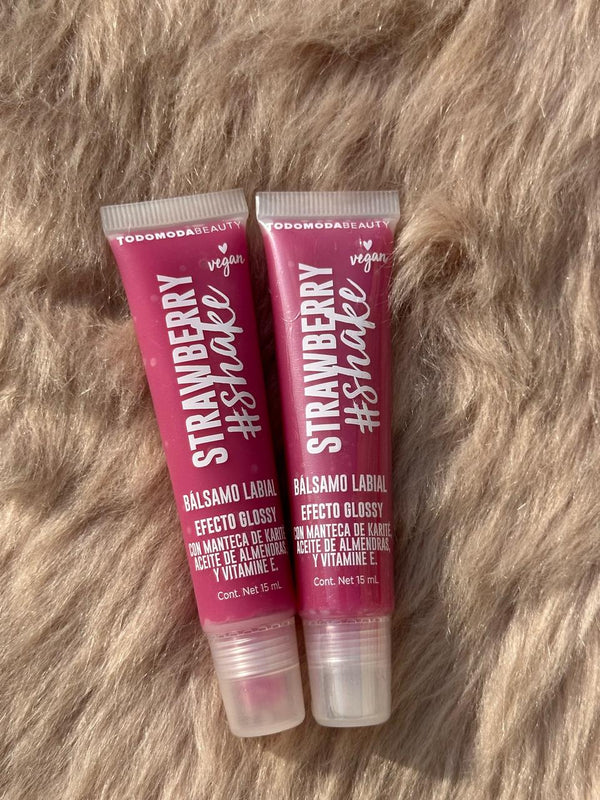 TODOMODABEAUTY
vegan
STRAWBERRY
#shake
BÁLSAMO LABIAL
EFECTO GLOSSY
CON MANTECA DE KARITÉ,
ACEITE DE ALMENDRAS,
Y VITAMINE E.
Cont. Net 15 mL
TODOMODABEAUTY
vegan
STRAWBERRY
#shake
BÁLSAMO LABIAL
EFECTO GLOSSY
CON MANTECA DE KARITÉ,
ACEITE DE ALMENDRAS,
Y VITAMINE E.
Cont. Net 15 mL